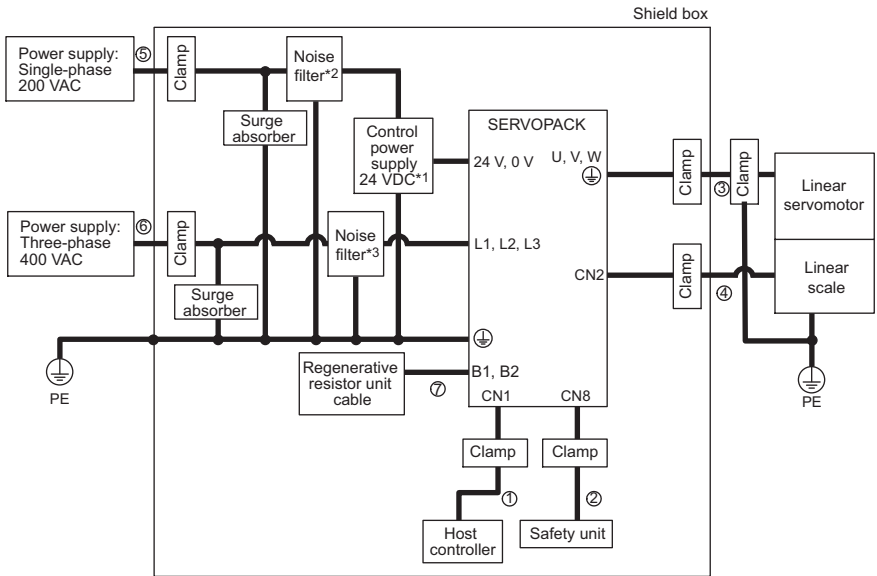 Shield box
Power supply:
Single-phase
200 VAC
⑤
Clamp
Noise
filter*2
Surge
absorber
Control
power
supply
24 VDC*1
SERVOPACK
24 V, 0 V
U, V, W
Clamp
③
Clamp
Linear
servomotor
Power supply:
Three-phase
400 VAC
⑥
Clamp
Noise
filter*3
L1, L2, L3
CN2
Clamp
④
Linear
scale
Surge
absorber
PE
PE
Regenerative
resistor unit
cable
⑦
B1, B2
CN1
CN8
Clamp
Clamp
①
②
Host
controller
Safety unit